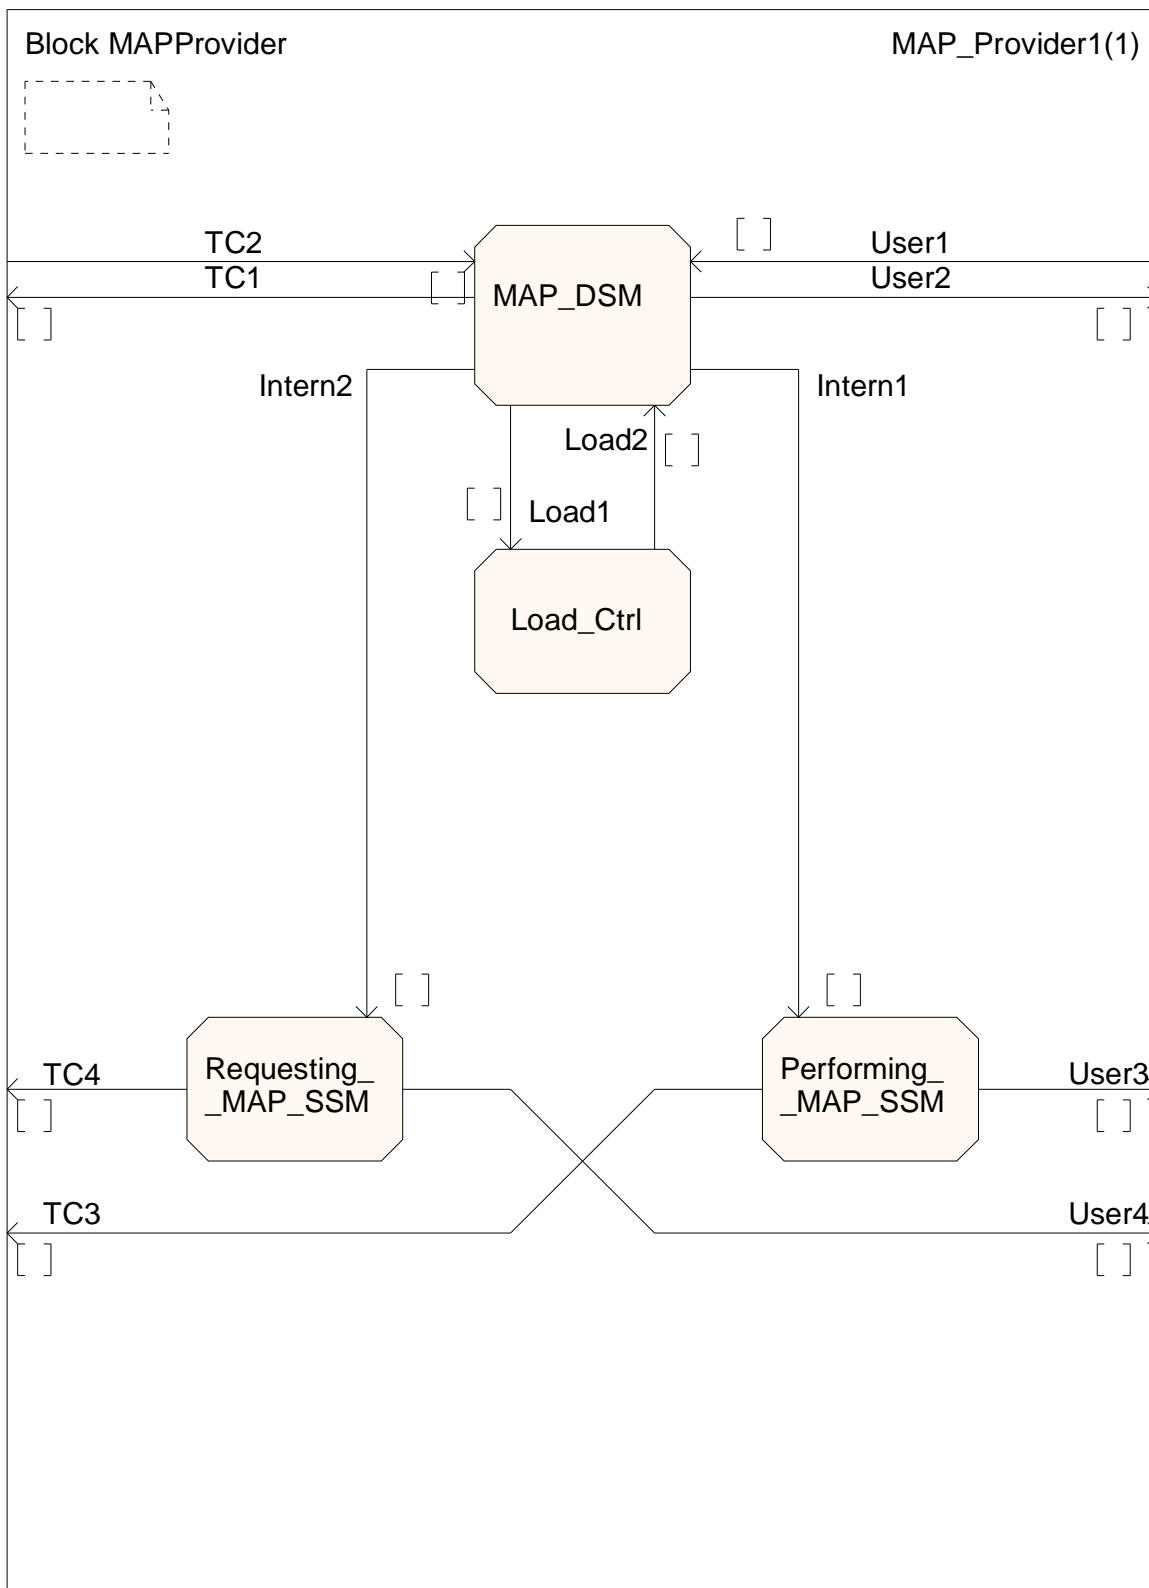 Block MAPProvider
MAP_Provider1(1)
TC2
User1
TC1
User2
MAP_DSM
Intern2
Intern1
Load2
Load1
Load_Ctrl
TC4
Requesting_
_MAP_SSM
Performing_
_MAP_SSM
User3
TC3
User4